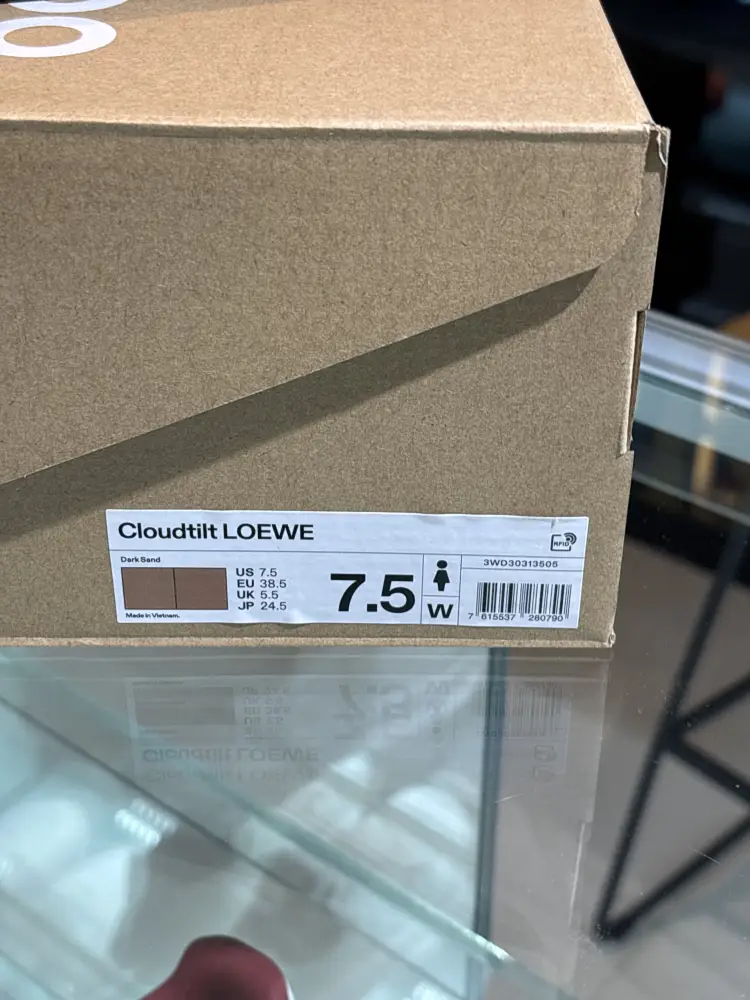 Cloudtilt LOEWE
RFID
Dark Sand
US 7.5
EU 38.5
UK 5.5
JP 24.5
Made in Vietnam.
7.5
W
3WD30313505
7 615537 280790